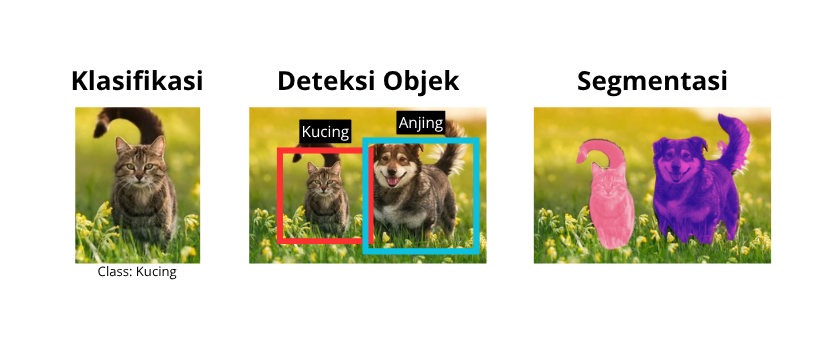 Klasifikasi
Deteksi Objek
Segmentasi
Kucing
Anjing
Class: Kucing